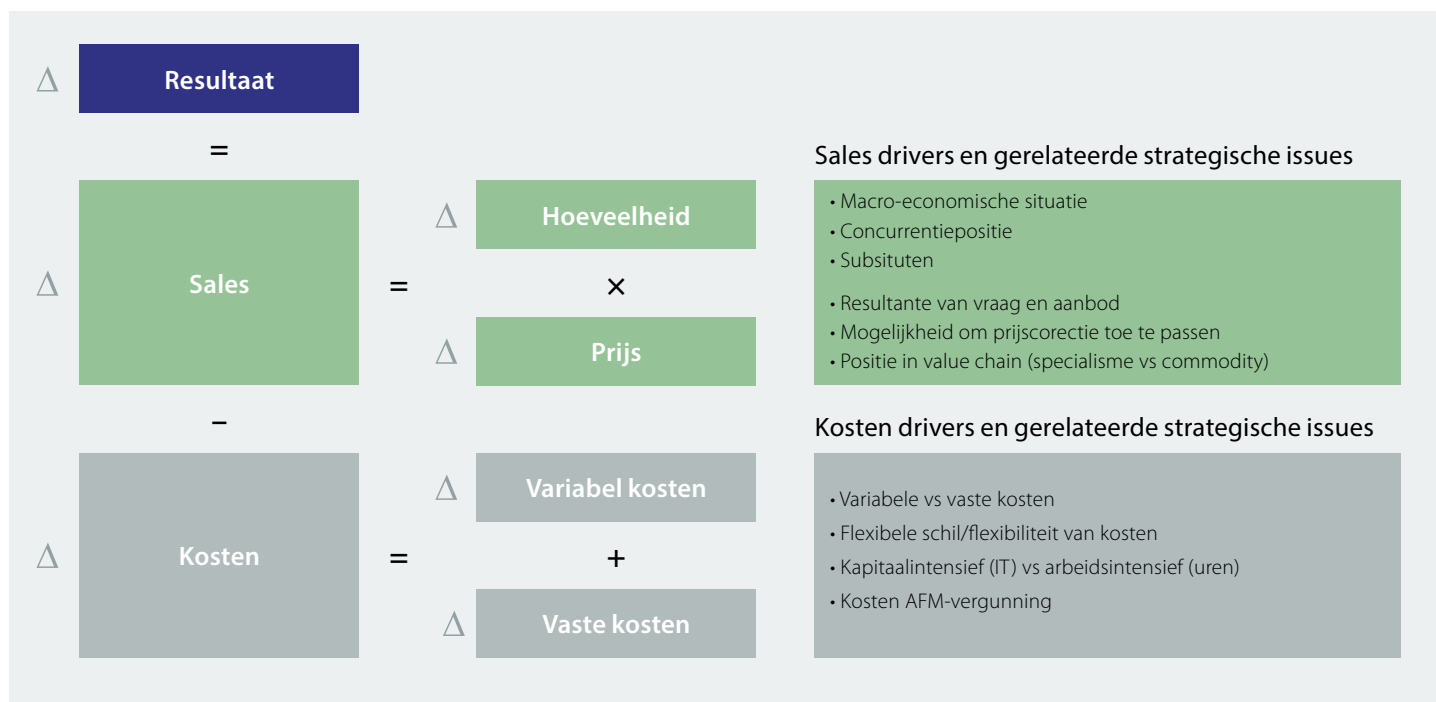 Δ Resultaat
=
Δ Sales
=
Δ Hoeveelheid
×
Δ Prijs
Sales drivers en gerelateerde strategische issues
• Macro-economische situatie
• Concurrentiepositie
• Subsituten
• Resultante van vraag en aanbod
• Mogelijkheid om prijscorectie toe te passen
• Positie in value chain (specialisme vs commodity)
–
Δ Kosten
=
Δ Variabel kosten
+
Δ Vaste kosten
Kosten drivers en gerelateerde strategische issues
• Variabele vs vaste kosten
• Flexibele schil/flexibiliteit van kosten
• Kapitaalintensief (IT) vs arbeidsintensief (uren)
• Kosten AFM-vergunning